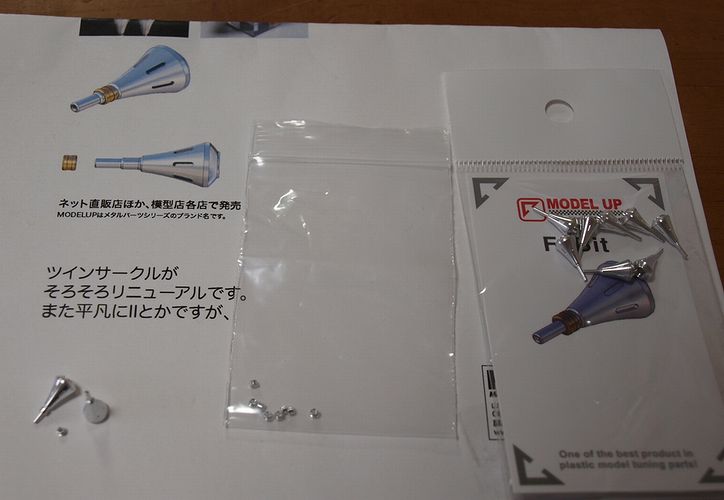 ネット直販店ほか、模型店各店で発売
MODELUPはメタルパーツシリーズのブランド名です。
ツインサークルが
そろそろリニューアルです。
また平凡にIIとかですが、
MODEL UP
One of the best product in
plastic model tuning parts!